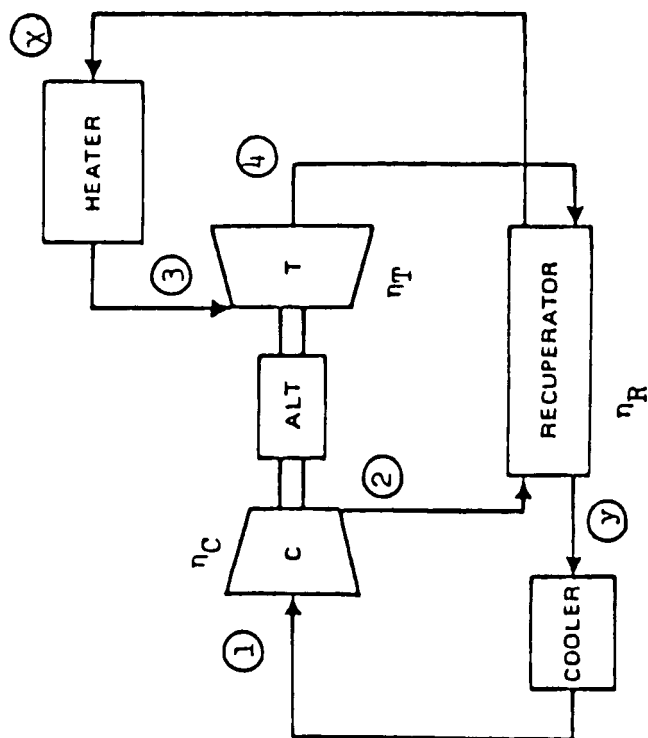 X
HEATER
3
4
T
ηT
ALT
ηC
C
2
1
RECUPERATOR
ηR
y
COOLER